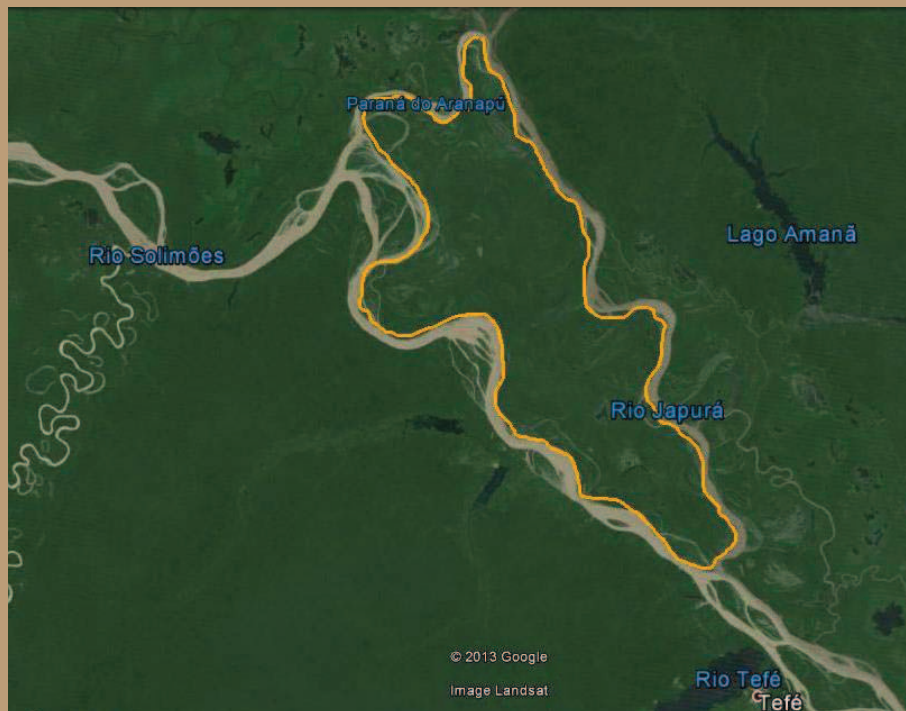 Paraná do Aranapú
Rio Solimões
Lago Amanã
Rio Japurá
© 2013 Google
Image Landsat
Rio Tefé
Tefé